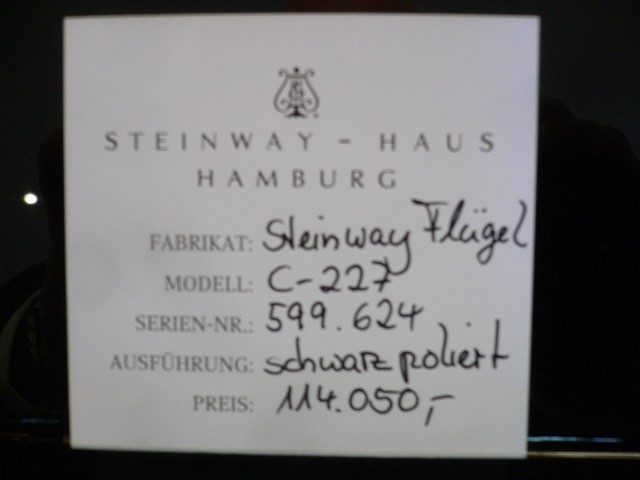 STEINWAY - HAUS
HAMBURG
FABRIKAT: Steinway Flügel
MODELL: C-227
SERIEN-NR.: 599.624
AUSFÜHRUNG: schwarz poliert
PREIS: 114.050,-